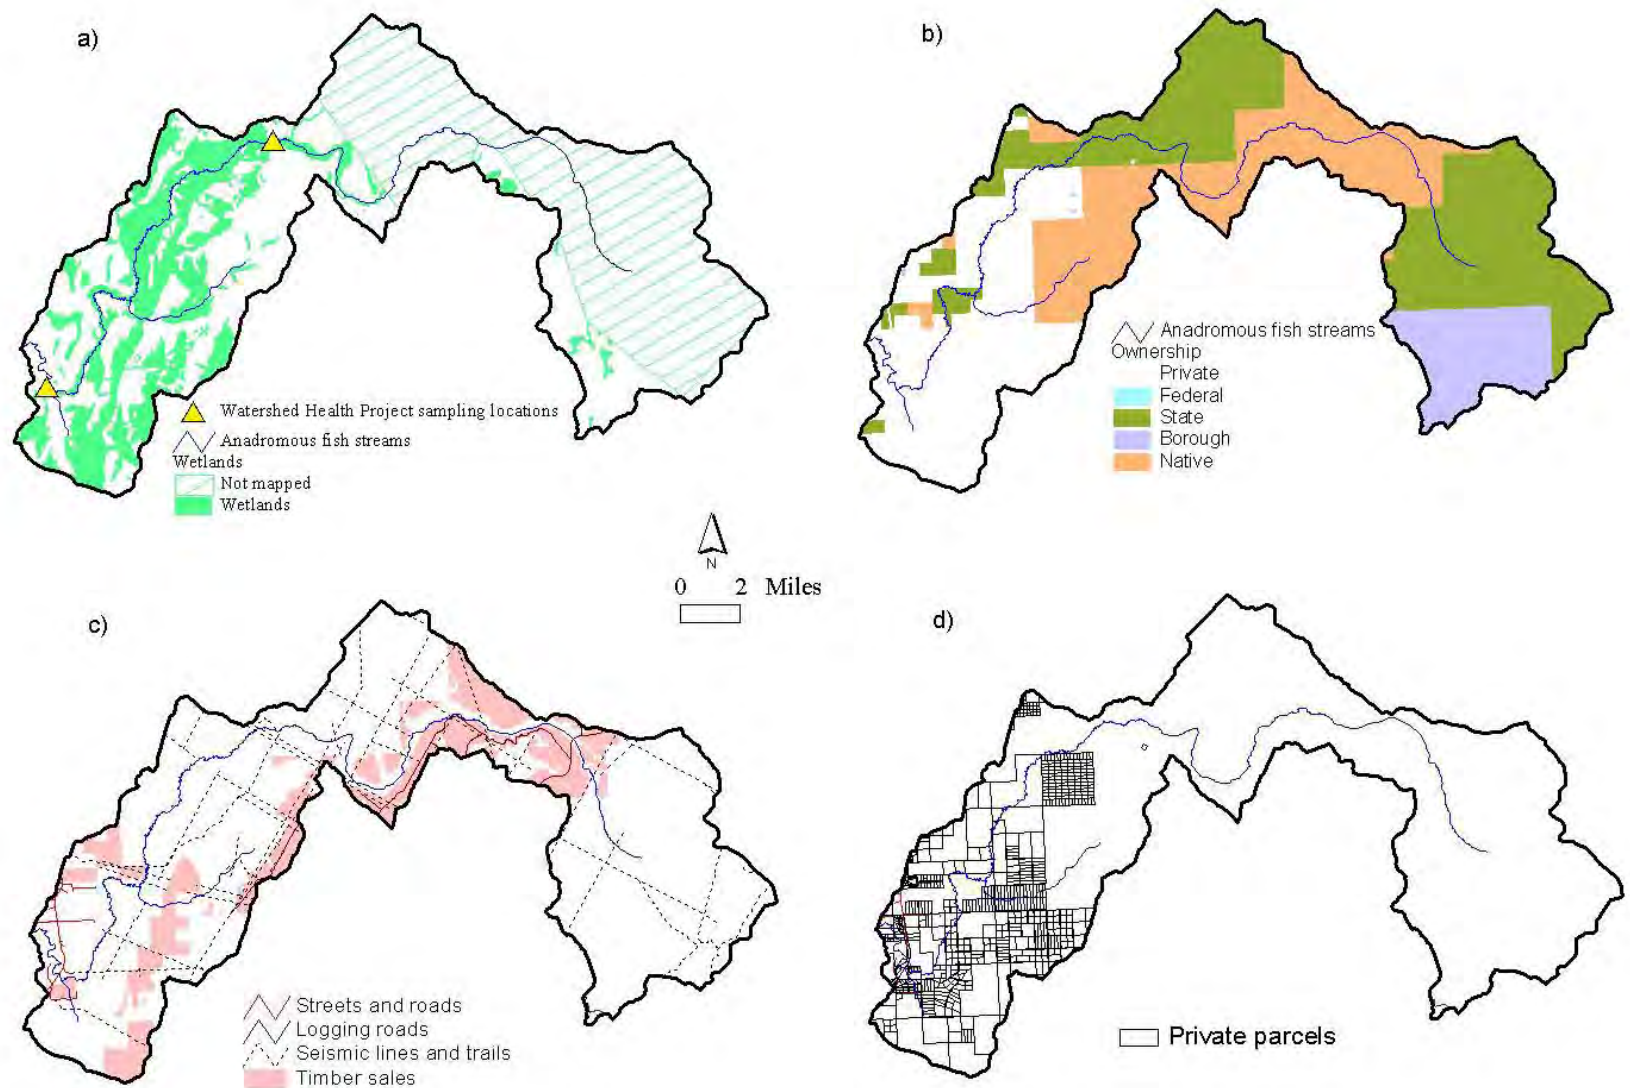 a)
Watershed Health Project sampling locations
Anadromous fish streams
Wetlands
Not mapped
Wetlands
b)
Anadromous fish streams
Ownership
Private
Federal
State
Borough
Native
N
0 2 Miles
c)
Streets and roads
Logging roads
Seismic lines and trails
Timber sales
d)
Private parcels